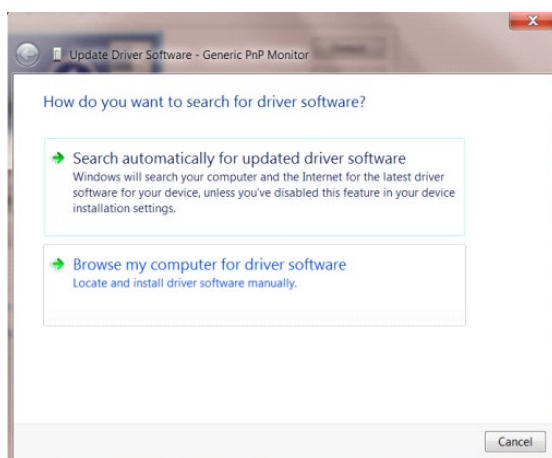 Update Driver Software - Generic PnP Monitor
How do you want to search for driver software?
Search automatically for updated driver software
Windows will search your computer and the Internet for the latest driver
software for your device, unless you've disabled this feature in your device
installation settings.
Browse my computer for driver software
Locate and install driver software manually.
Cancel